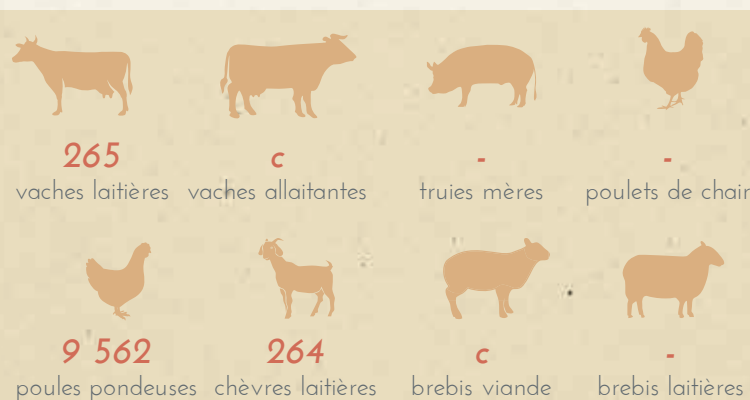 265 c - -
vaches laitières vaches allaitantes truies mères poulets de chair
9 562 264 c -
poules pondeuses chèvres laitières brebis viande brebis laitières